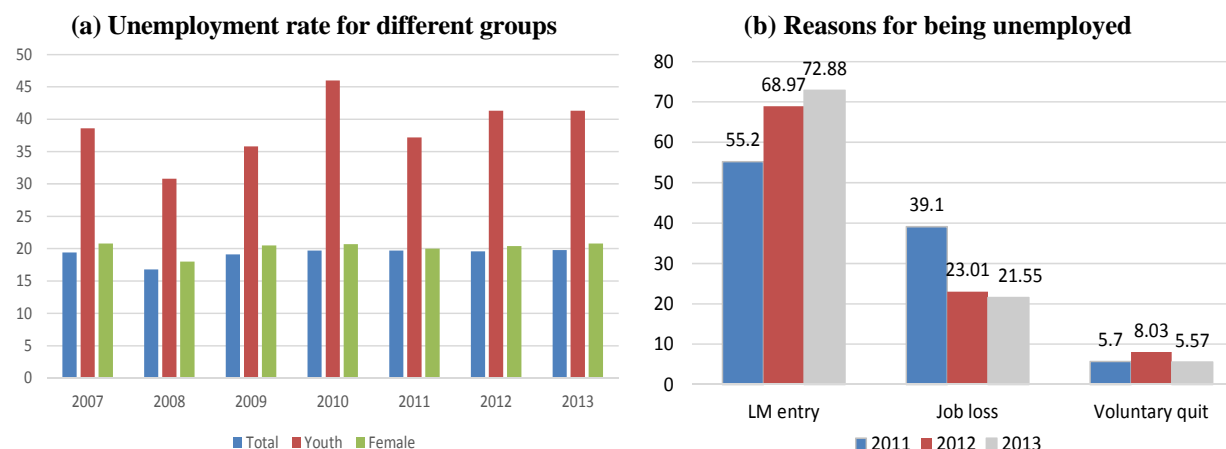 (a) Unemployment rate for different groups
50
45
40
35
30
25
20
15
10
5
0
2007 2008 2009 2010 2011 2012 2013
Total Youth Female
(b) Reasons for being unemployed
80
70
60
50
40
30
20
10
0
55.2 68.97 72.88
39.1 23.01 21.55
5.7 8.03 5.57
LM entry Job loss Voluntary quit
2011 2012 2013